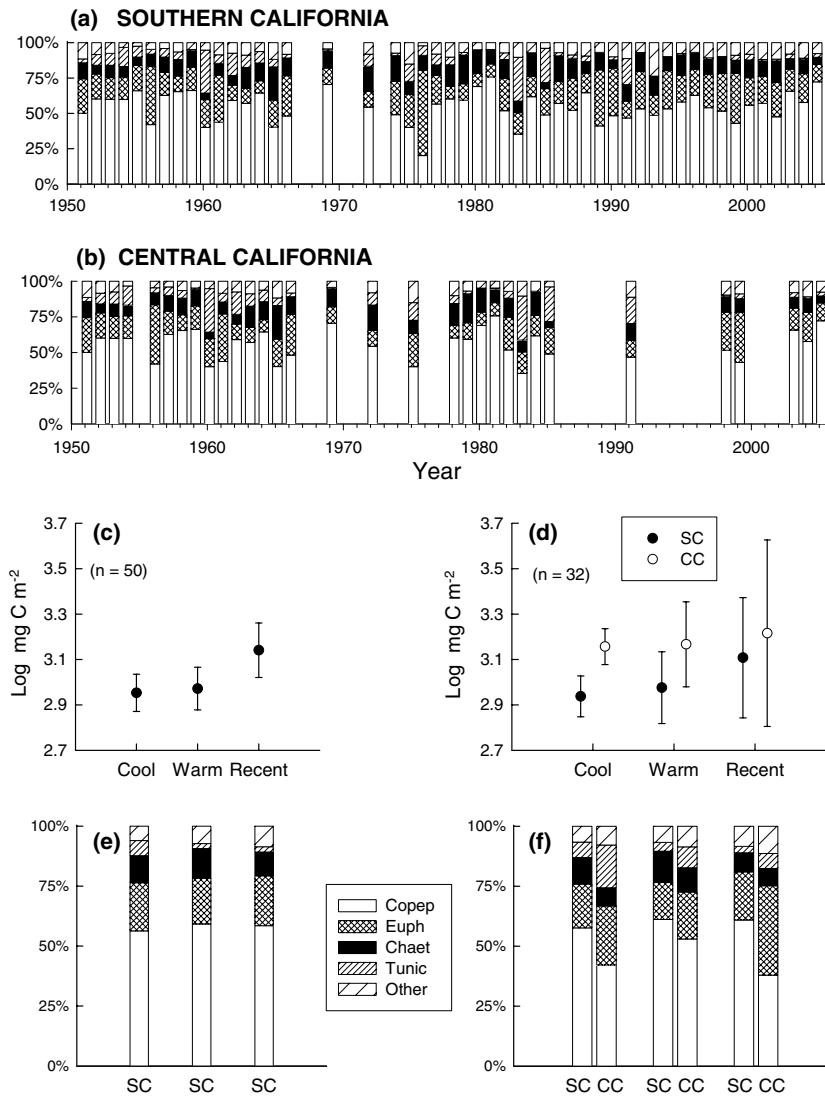 (a) SOUTHERN CALIFORNIA
100%
75%
50%
25%
0%
1950 1960 1970 1980 1990 2000
(b) CENTRAL CALIFORNIA
100%
75%
50%
25%
0%
1950 1960 1970 1980 1990 2000
Year
(c)
(n = 50)
Log mg C m-2
3.7
3.5
3.3
3.1
2.9
2.7
Cool Warm Recent
(d)
(n = 32)
SC
CC
Log mg C m-2
3.7
3.5
3.3
3.1
2.9
2.7
Cool Warm Recent
(e)
100%
75%
50%
25%
0%
SC SC SC
Copep
Euph
Chaet
Tunic
Other
(f)
100%
75%
50%
25%
0%
SC CC SC CC SC CC